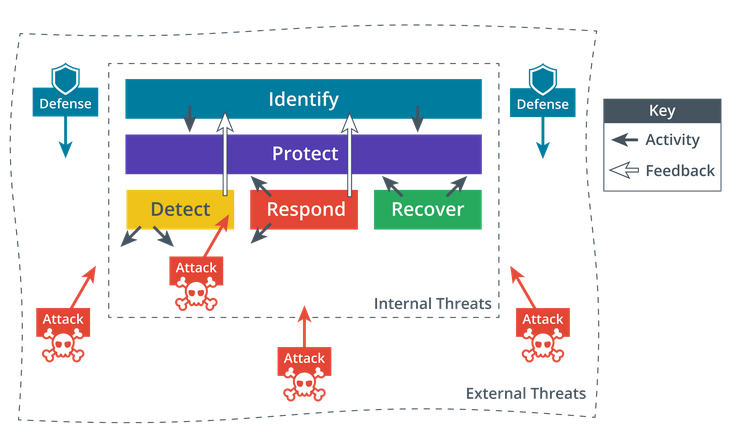 Identify
Defense
Defense
Key
Activity
Protect
Feedback
Detect
Respond
Recover
Attack
Internal Threats
Attack
Attack
Attack
External Threats